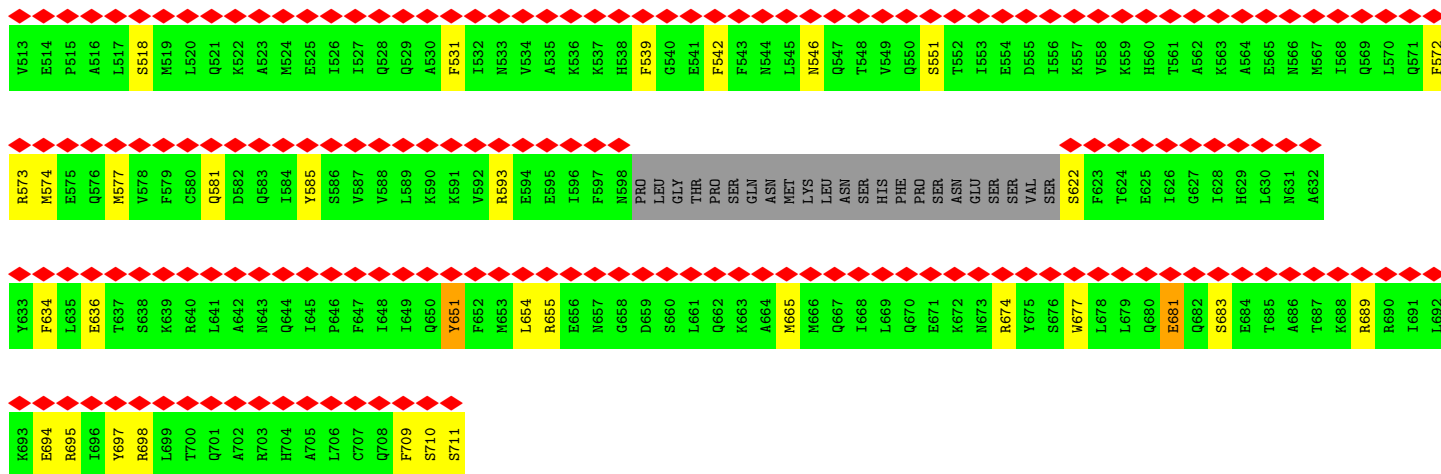 V513 E514 P515 A516 L517 S518 M519 L520 Q521 K522 A523 M524 E525 I526 I527 Q528 Q529 A530 F531 I532 N533 V534 A535 K536 K537 H538 F539 G540 E541 F542 F543 N544 L545 N546 Q547 T548 V549 Q550 S551 T552 I553 E554 D555 I556 K557 V558 K559 H560 T561 A562 K563 A564 E565 N566 M567 I568 Q569 L570 Q571 F572
R573 M574 E575 Q576 M577 V578 F579 C580 Q581 D582 Q583 I584 Y585 S586 V587 V588 L589 K590 K591 V592 R593 E594 E595 I596 F597 N598 PRO LEU GLY THR PRO SER GLN ASN MET LYS LEU ASN SER HIS PHE PRO SER ASN GLU SER SER VAL SER S622 F623 T624 E625 I626 G627 I628 H629 L630 N631 A632
Y633 F634 L635 E636 T637 S638 K639 R640 L641 A642 N643 Q644 I645 P646 F647 I648 I649 Q650 Y651 F652 M653 L654 R655 E656 N657 G658 D659 S660 L661 Q662 K663 A664 M665 M666 Q667 I668 L669 Q670 E671 K672 N673 R674 Y675 S676 W677 L678 L679 Q680 E681 Q682 S683 E684 T685 A686 T687 K688 R689 R690 I691 L692
K693 E694 R695 I696 Y697 R698 L699 T700 Q701 A702 R703 H704 A705 L706 C707 Q708 F709 S710 S711